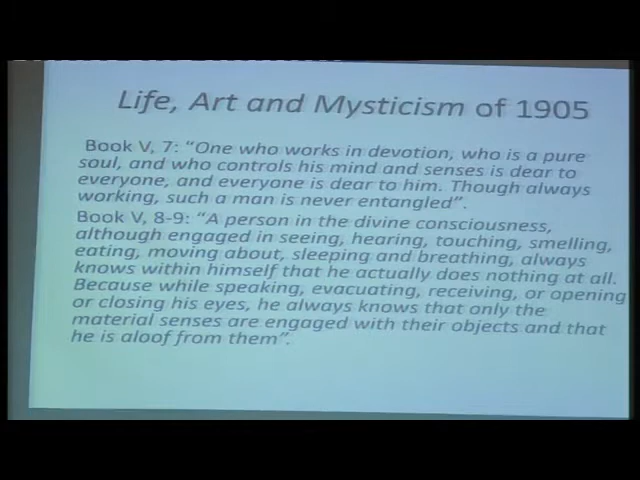 Life, Art and Mysticism of 1905
Book V, 7: "One who works in devotion, who is a pure
soul, and who controls his mind and senses is dear to
everyone, and everyone is dear to him. Though always
working, such a man is never entangled".
Book V, 8-9: "A person in the divine consciousness,
although engaged in seeing, hearing, touching, smelling,
eating, moving about, sleeping and breathing, always
knows within himself that he actually does nothing at all.
Because while speaking, evacuating, receiving, or opening
or closing his eyes, he always knows that only the
material senses are engaged with their objects and that
he is aloof from them".